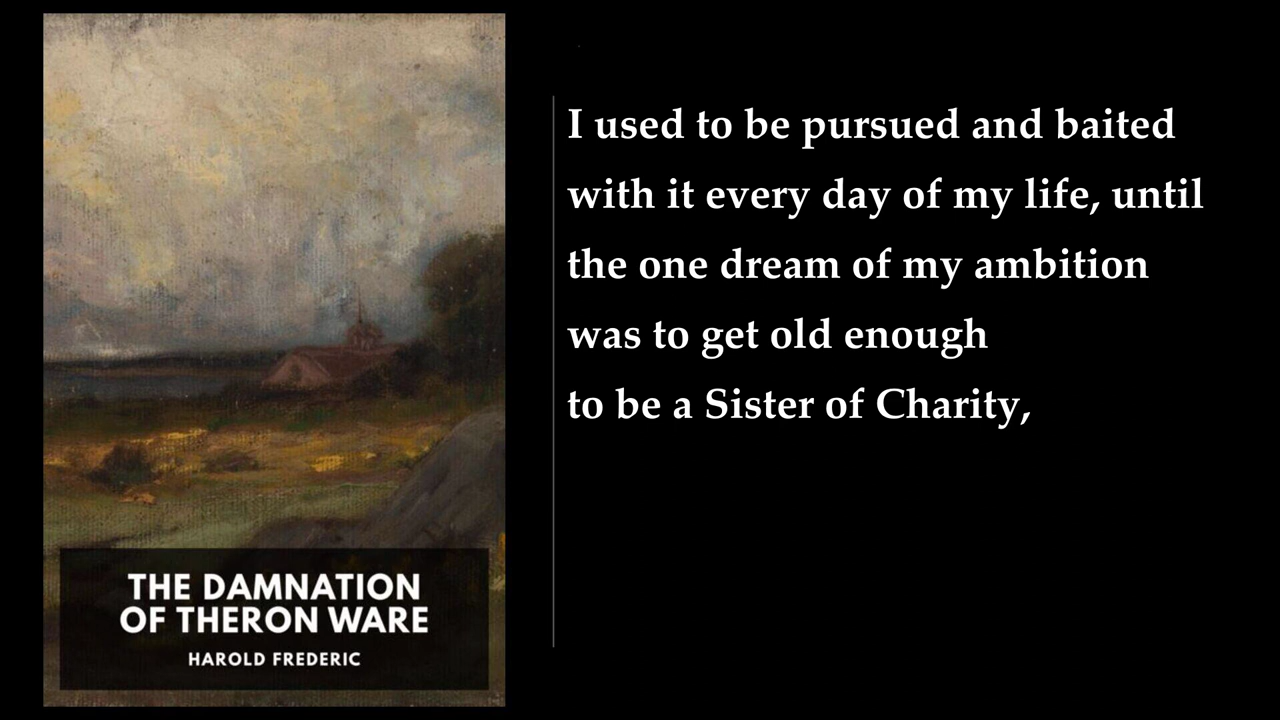 I used to be pursued and baited
with it every day of my life, until
the one dream of my ambition
was to get old enough
to be a Sister of Charity,
THE DAMNATION
OF THERON WARE
HAROLD FREDERIC